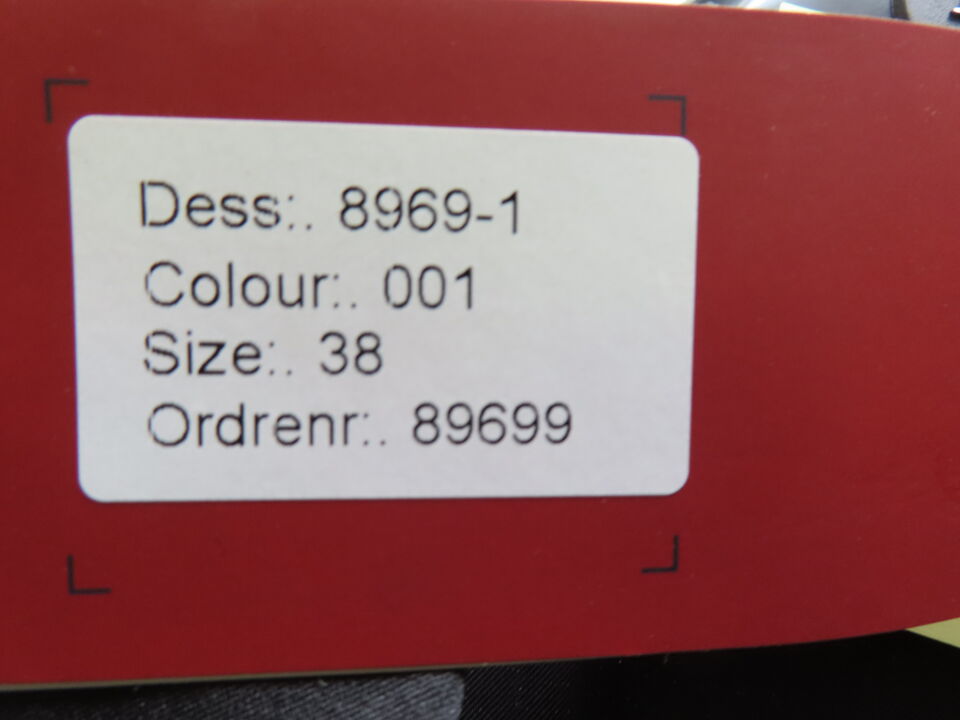 Dess:. 8969-1
Colour:. 001
Size:. 38
Ordrenr:. 89699